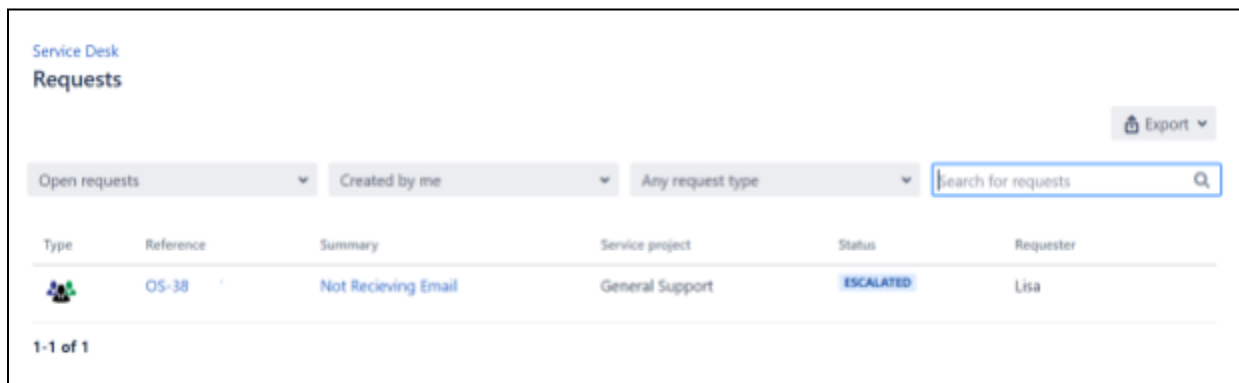 Service Desk
Requests
Export
Open requests Created by me Any request type Search for requests
Type Reference Summary Service project Status Requester
OS-38 Not Recieving Email General Support ESCALATED Lisa
1-1 of 1